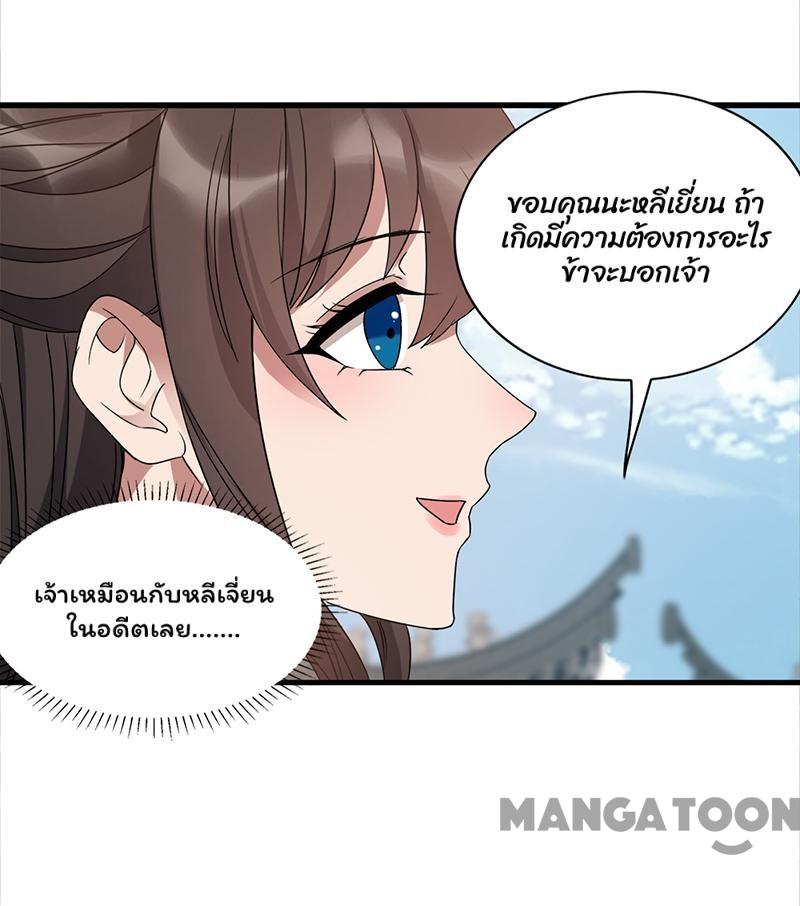 ขอบคุณนะหลีเยี่ยน ถ้า
เกิดมีความต้องการอะไร
ข้าจะบอกเจ้า
เจ้าเหมือนกับหลีเจี่ยน
ในอดีตเลย.......
MANGATOON